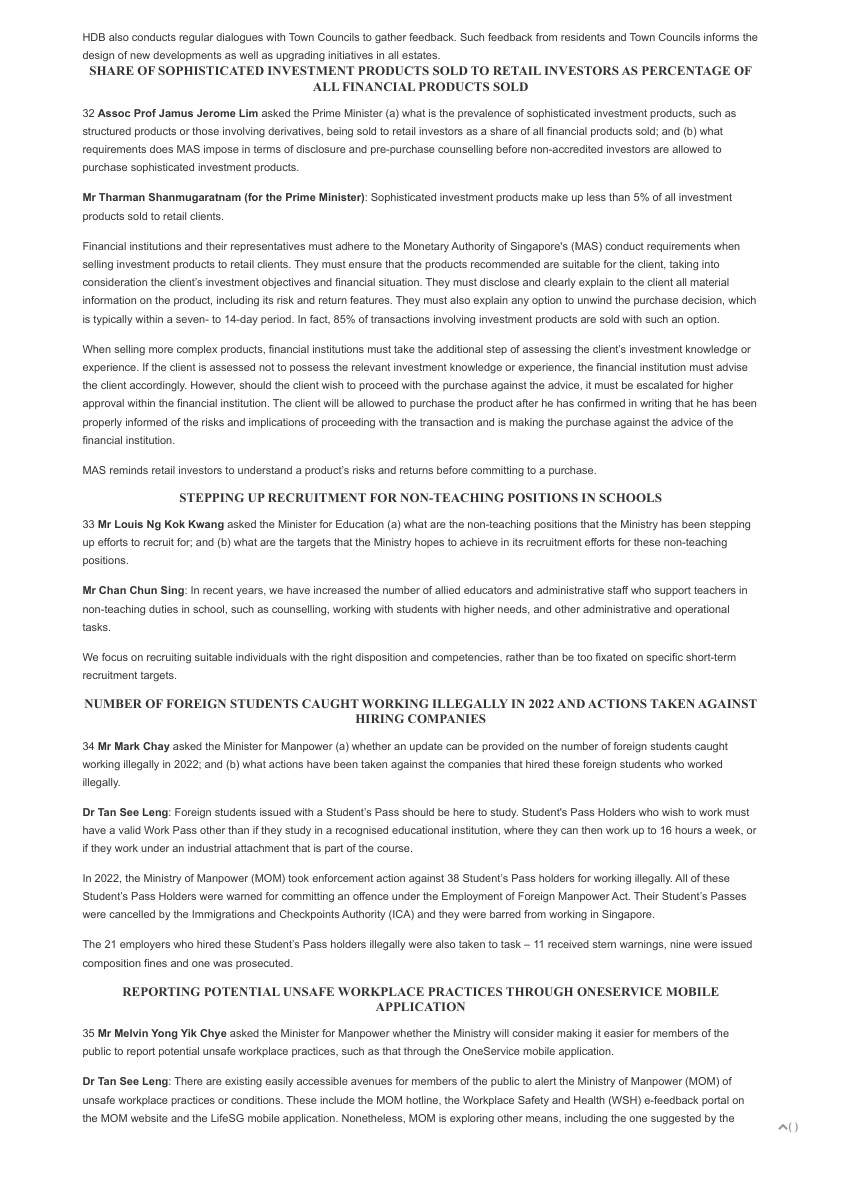 HDB also conducts regular dialogues with Town Councils to gather feedback. Such feedback from residents and Town Councils informs the
design of new developments as well as upgrading initiatives in all estates.
SHARE OF SOPHISTICATED INVESTMENT PRODUCTS SOLD TO RETAIL INVESTORS AS PERCENTAGE OF
ALL FINANCIAL PRODUCTS SOLD
32 Assoc Prof Jamus Jerome Lim asked the Prime Minister (a) what is the prevalence of sophisticated investment products, such as
structured products or those involving derivatives, being sold to retail investors as a share of all financial products sold; and (b) what
requirements does MAS impose in terms of disclosure and pre-purchase counselling before non-accredited investors are allowed to
purchase sophisticated investment products.
Mr Tharman Shanmugaratnam (for the Prime Minister): Sophisticated investment products make up less than 5% of all investment
products sold to retail clients.
Financial institutions and their representatives must adhere to the Monetary Authority of Singapore's (MAS) conduct requirements when
selling investment products to retail clients. They must ensure that the products recommended are suitable for the client, taking into
consideration the client’s investment objectives and financial situation. They must disclose and clearly explain to the client all material
information on the product, including its risk and return features. They must also explain any option to unwind the purchase decision, which
is typically within a seven- to 14-day period. In fact, 85% of transactions involving investment products are sold with such an option.
When selling more complex products, financial institutions must take the additional step of assessing the client’s investment knowledge or
experience. If the client is assessed not to possess the relevant investment knowledge or experience, the financial institution must advise
the client accordingly. However, should the client wish to proceed with the purchase against the advice, it must be escalated for higher
approval within the financial institution. The client will be allowed to purchase the product after he has confirmed in writing that he has been
properly informed of the risks and implications of proceeding with the transaction and is making the purchase against the advice of the
financial institution.
MAS reminds retail investors to understand a product’s risks and returns before committing to a purchase.
STEPPING UP RECRUITMENT FOR NON-TEACHING POSITIONS IN SCHOOLS
33 Mr Louis Ng Kok Kwang asked the Minister for Education (a) what are the non-teaching positions that the Ministry has been stepping
up efforts to recruit for; and (b) what are the targets that the Ministry hopes to achieve in its recruitment efforts for these non-teaching
positions.
Mr Chan Chun Sing: In recent years, we have increased the number of allied educators and administrative staff who support teachers in
non-teaching duties in school, such as counselling, working with students with higher needs, and other administrative and operational
tasks.
We focus on recruiting suitable individuals with the right disposition and competencies, rather than be too fixated on specific short-term
recruitment targets.
NUMBER OF FOREIGN STUDENTS CAUGHT WORKING ILLEGALLY IN 2022 AND ACTIONS TAKEN AGAINST
HIRING COMPANIES
34 Mr Mark Chay asked the Minister for Manpower (a) whether an update can be provided on the number of foreign students caught
working illegally in 2022; and (b) what actions have been taken against the companies that hired these foreign students who worked
illegally.
Dr Tan See Leng: Foreign students issued with a Student’s Pass should be here to study. Student's Pass Holders who wish to work must
have a valid Work Pass other than if they study in a recognised educational institution, where they can then work up to 16 hours a week, or
if they work under an industrial attachment that is part of the course.
In 2022, the Ministry of Manpower (MOM) took enforcement action against 38 Student’s Pass holders for working illegally. All of these
Student’s Pass Holders were warned for committing an offence under the Employment of Foreign Manpower Act. Their Student’s Passes
were cancelled by the Immigrations and Checkpoints Authority (ICA) and they were barred from working in Singapore.
The 21 employers who hired these Student’s Pass holders illegally were also taken to task – 11 received stern warnings, nine were issued
composition fines and one was prosecuted.
REPORTING POTENTIAL UNSAFE WORKPLACE PRACTICES THROUGH ONESERVICE MOBILE
APPLICATION
35 Mr Melvin Yong Yik Chye asked the Minister for Manpower whether the Ministry will consider making it easier for members of the
public to report potential unsafe workplace practices, such as that through the OneService mobile application.
Dr Tan See Leng: There are existing easily accessible avenues for members of the public to alert the Ministry of Manpower (MOM) of
unsafe workplace practices or conditions. These include the MOM hotline, the Workplace Safety and Health (WSH) e-feedback portal on
the MOM website and the LifeSG mobile application. Nonetheless, MOM is exploring other means, including the one suggested by the
( )